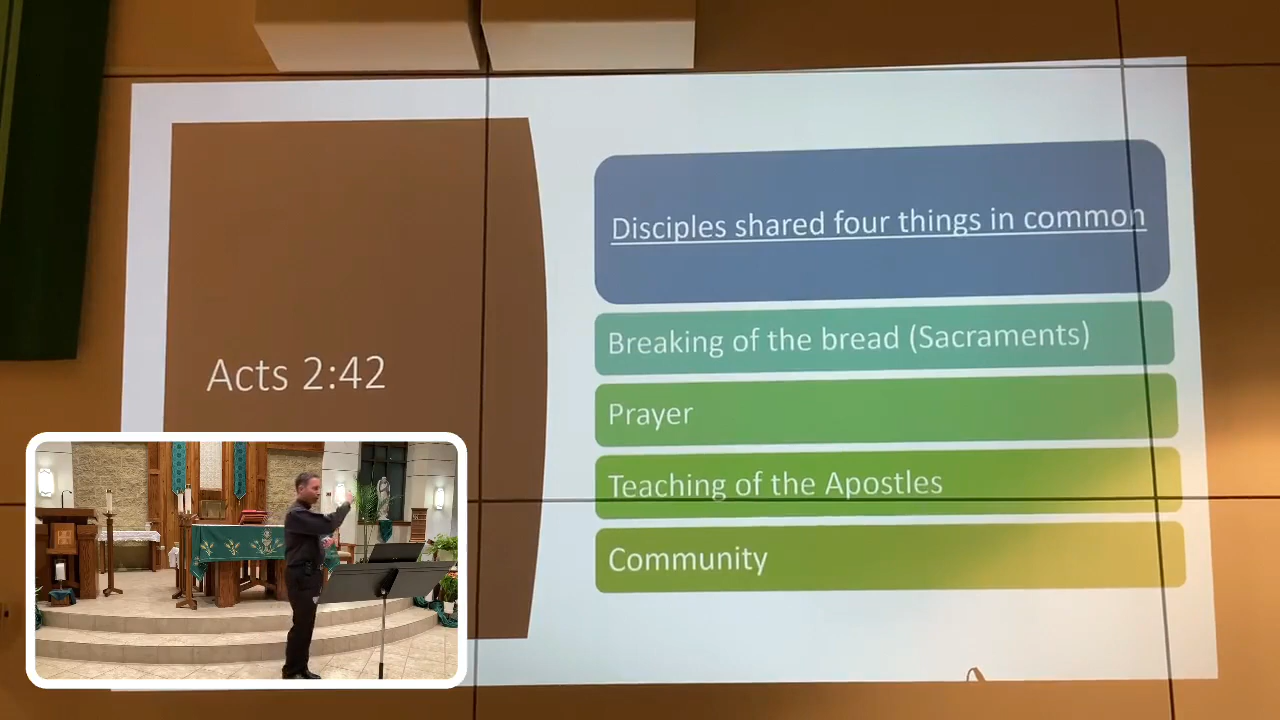 Acts 2:42
Disciples shared four things in common
Breaking of the bread (Sacraments)
Prayer
Teaching of the Apostles
Community